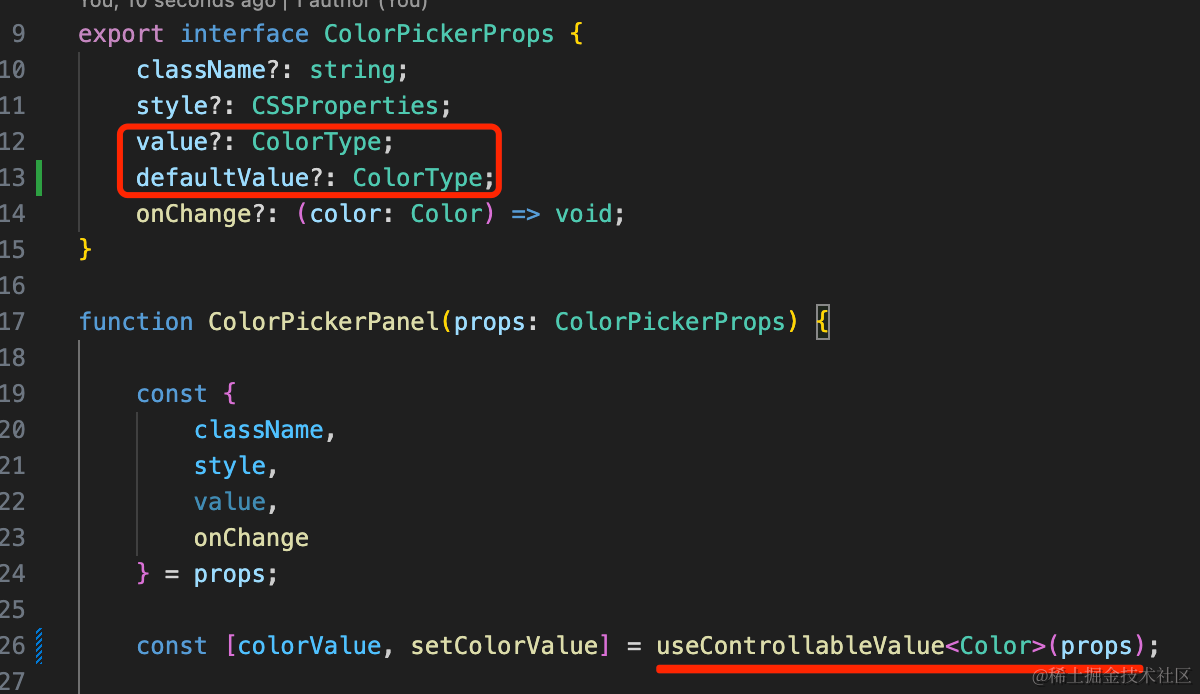 You, 10 seconds ago | 1 author (You)
9 export interface ColorPickerProps {
10 className?: string;
11 style?: CSSProperties;
12 value?: ColorType;
13 defaultValue?: ColorType;
14 onChange?: (color: Color) => void;
15 }
16
17 function ColorPickerPanel(props: ColorPickerProps) {
18
19 const {
20 className,
21 style,
22 value,
23 onChange
24 } = props;
25
26 const [colorValue, setColorValue] = useControllableValue<Color>(props);
27
@稀土掘金技术社区